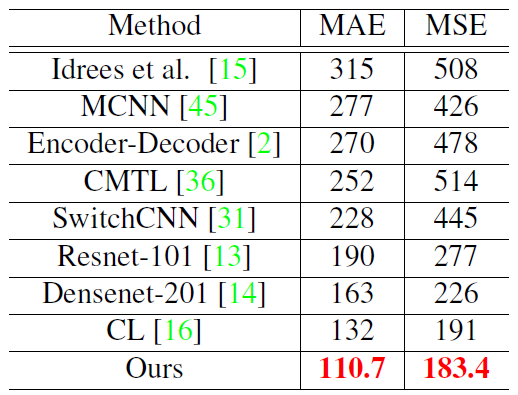 Method MAE MSE
Idrees et al. [15] 315 508
MCNN [45] 277 426
Encoder-Decoder [2] 270 478
CMTL [36] 252 514
SwitchCNN [31] 228 445
Resnet-101 [13] 190 277
Densenet-201 [14] 163 226
CL [16] 132 191
Ours 110.7 183.4